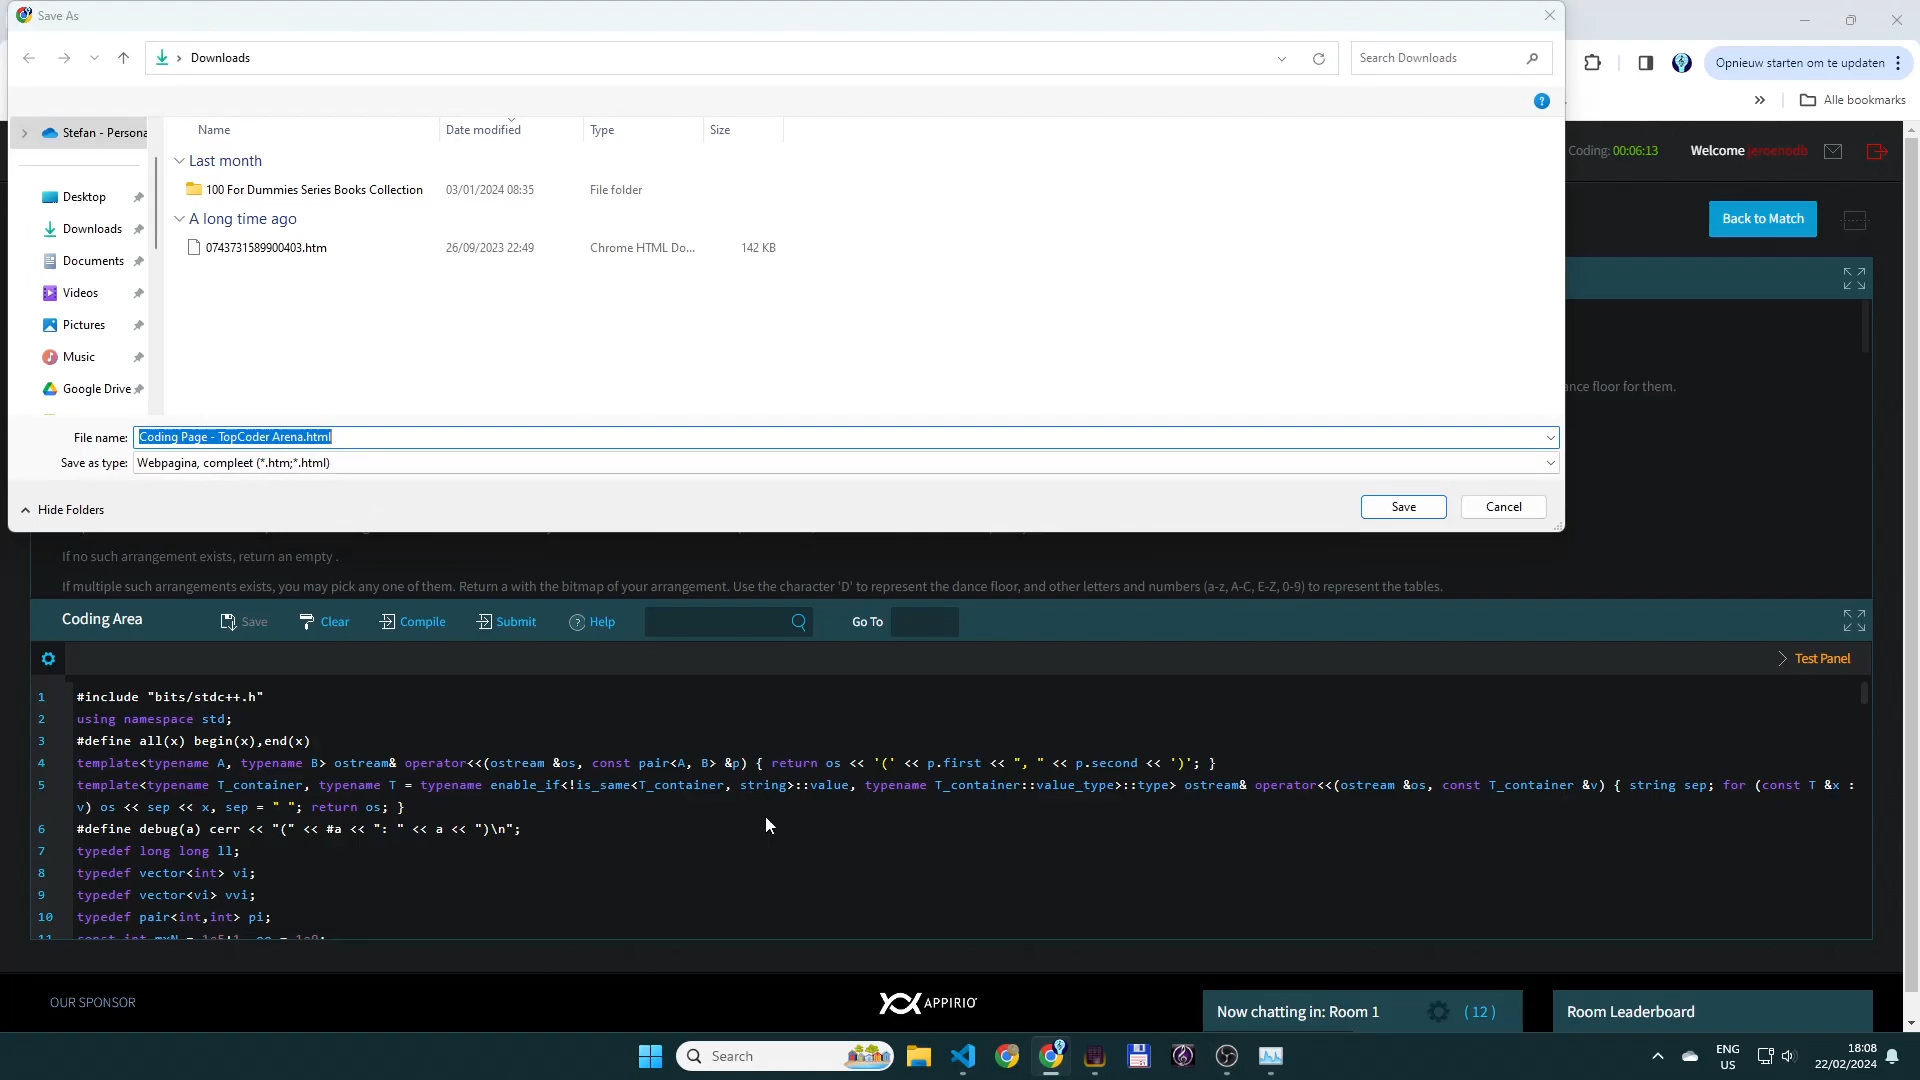 Save As
Downloads
Search Downloads
Opnieuw starten om te updaten
Alle bookmarks
Stefan - Persona
Name
Date modified
Type
Size
Last month
100 For Dummies Series Books Collection
03/01/2024 08:35
File folder
A long time ago
0743731589900403.htm
26/09/2023 22:49
Chrome HTML Do...
142 KB
Desktop
Downloads
Documents
Videos
Pictures
Music
Google Drive
Coding: 00:06:13
Welcome jeroenodb
Back to Match
ance floor for them.
File name: Coding Page - TopCoder Arena.html
Save as type: Webpagina, compleet (*.htm;*.html)
Hide Folders
Save
Cancel
If no such arrangement exists, return an empty .
If multiple such arrangements exists, you may pick any one of them. Return a with the bitmap of your arrangement. Use the character 'D' to represent the dance floor, and other letters and numbers (a-z, A-C, E-Z, 0-9) to represent the tables.
Coding Area
Save
Clear
Compile
Submit
Help
Go To
Test Panel
1 #include "bits/stdc++.h"
2 using namespace std;
3 #define all(x) begin(x),end(x)
4 template<typename A, typename B> ostream& operator<<(ostream &os, const pair<A, B> &p) { return os << '(' << p.first << ", " << p.second << ')'; }
5 template<typename T_container, typename T = typename enable_if<!is_same<T_container, string>::value, typename T_container::value_type>::type> ostream& operator<<(ostream &os, const T_container &v) { string sep; for (const T &x :
v) os << sep << x, sep = " "; return os; }
6 #define debug(a) cerr << "(" << #a << ": " << a << ")\n";
7 typedef long long ll;
8 typedef vector<int> vi;
9 typedef vector<vi> vvi;
10 typedef pair<int,int> pi;
11 const int mxN =
OUR SPONSOR
APPIRIO
Now chatting in: Room 1
( 12 )
Room Leaderboard
Search
ENG
US
18:08
22/02/2024